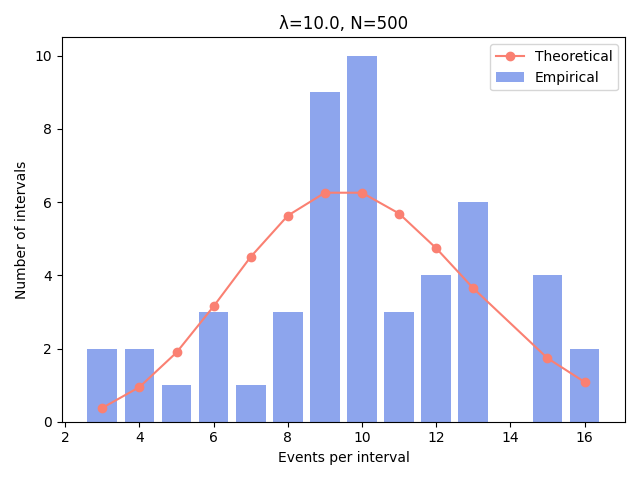 λ=10.0, N=500
Theoretical
Empirical
Number of intervals
10
8
6
4
2
0
2 4 6 8 10 12 14 16
Events per interval